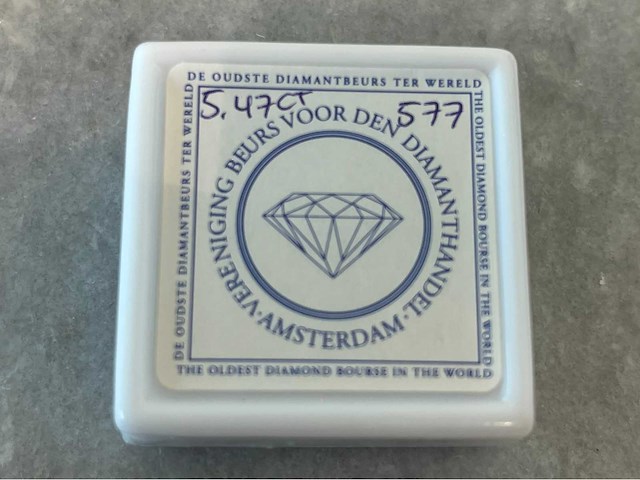 DE OUDSTE DIAMANTBEURS TER WERELD
THE OLDEST DIAMOND BOURSE IN THE WORLD
5.47CT
577
VERENIGING BEURS VOOR DEN DIAMANTHANDEL
·AMSTERDAM·
DE OUDSTE DIAMANTBEURS TER WERELD
THE OLDEST DIAMOND BOURSE IN THE WORLD